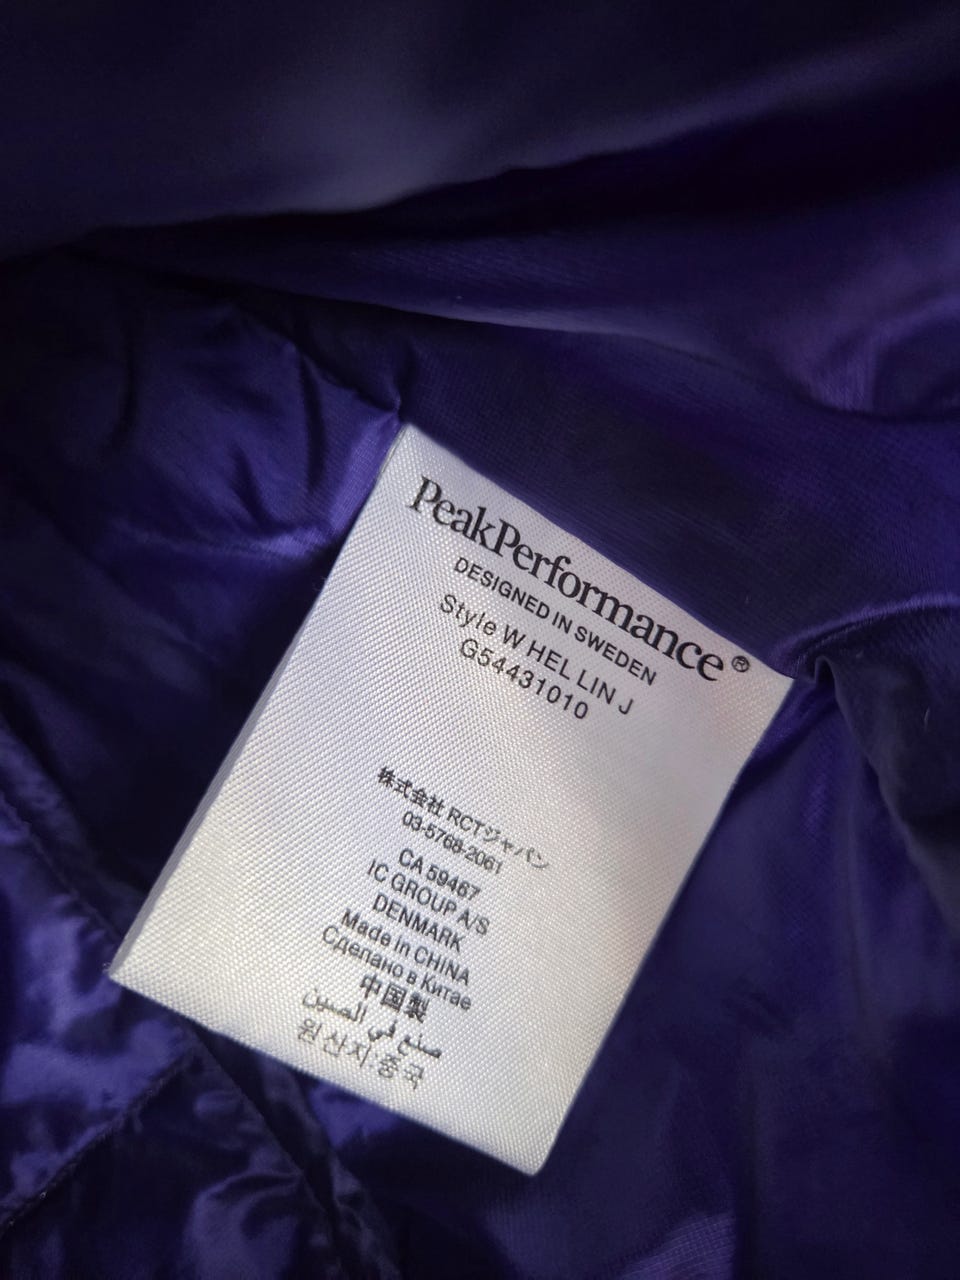 PeakPerformance®
DESIGNED IN SWEDEN
Style W HEL LIN J
G54431010
株式会社 RCTジャパン
03-5768-2061
CA 59467
IC GROUP A/S
DENMARK
Made in CHINA
Сделано в Китае
中国製
صنع في الصين
원산지:중국